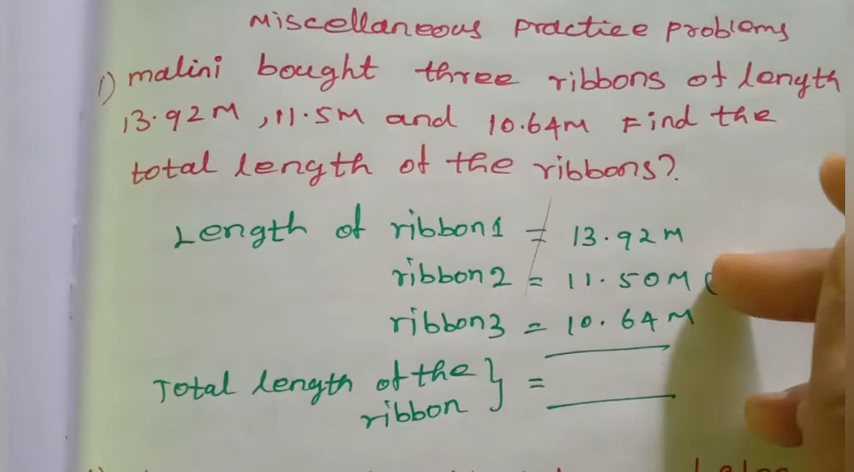 Miscellaneous practice problems
1) malini bought three ribbons of length
13.92M, 11.5M and 10.64M Find the
total length of the ribbons?
Length of ribbon1 = 13.92M
ribbon2 = 11.50M (
ribbon3 = 10.64M
Total length of the } =
ribbon